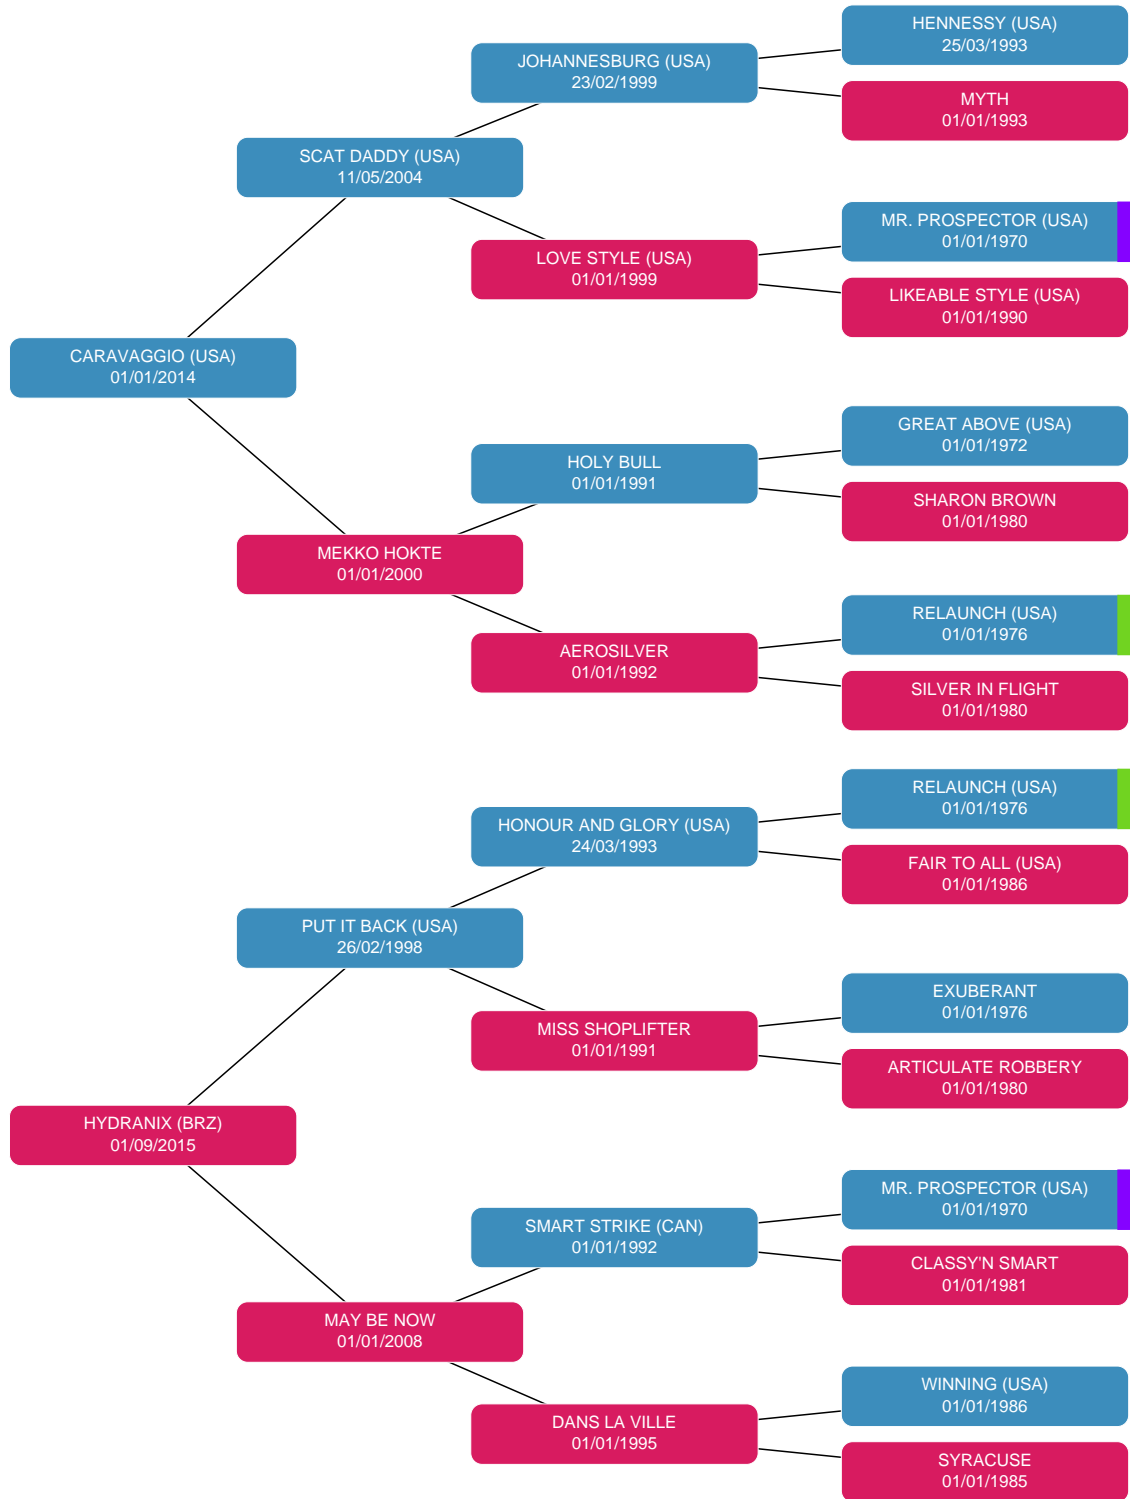 HENNESSY (USA)
25/03/1993
JOHANNESBURG (USA)
23/02/1999
MYTH
01/01/1993
SCAT DADDY (USA)
11/05/2004
MR. PROSPECTOR (USA)
01/01/1970
LOVE STYLE (USA)
01/01/1999
LIKEABLE STYLE (USA)
01/01/1990
CARAVAGGIO (USA)
01/01/2014
GREAT ABOVE (USA)
01/01/1972
HOLY BULL
01/01/1991
SHARON BROWN
01/01/1980
MEKKO HOKTE
01/01/2000
RELAUNCH (USA)
01/01/1976
AEROSILVER
01/01/1992
SILVER IN FLIGHT
01/01/1980
RELAUNCH (USA)
01/01/1976
HONOUR AND GLORY (USA)
24/03/1993
FAIR TO ALL (USA)
01/01/1986
PUT IT BACK (USA)
26/02/1998
EXUBERANT
01/01/1976
MISS SHOPLIFTER
01/01/1991
ARTICULATE ROBBERY
01/01/1980
HYDRANIX (BRZ)
01/09/2015
MR. PROSPECTOR (USA)
01/01/1970
SMART STRIKE (CAN)
01/01/1992
CLASSY'N SMART
01/01/1981
MAY BE NOW
01/01/2008
WINNING (USA)
01/01/1986
DANS LA VILLE
01/01/1995
SYRACUSE
01/01/1985